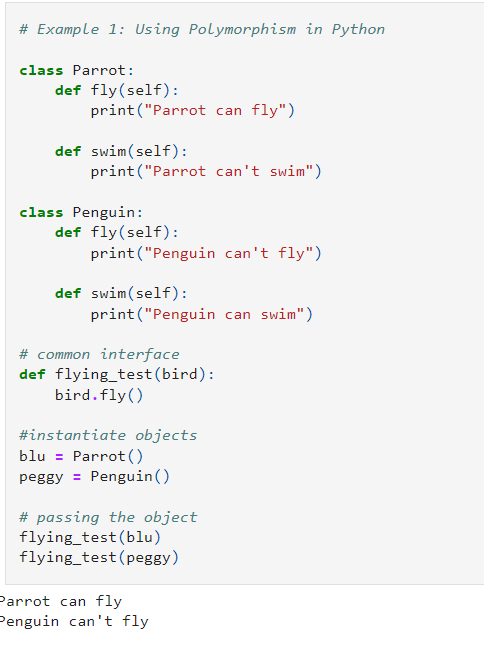 # Example 1: Using Polymorphism in Python
class Parrot:
    def fly(self):
        print("Parrot can fly")
    def swim(self):
        print("Parrot can't swim")
class Penguin:
    def fly(self):
        print("Penguin can't fly")
    def swim(self):
        print("Penguin can swim")
# common interface
def flying_test(bird):
    bird.fly()
#instantiate objects
blu = Parrot()
peggy = Penguin()
# passing the object
flying_test(blu)
flying_test(peggy)
Parrot can fly
Penguin can't fly